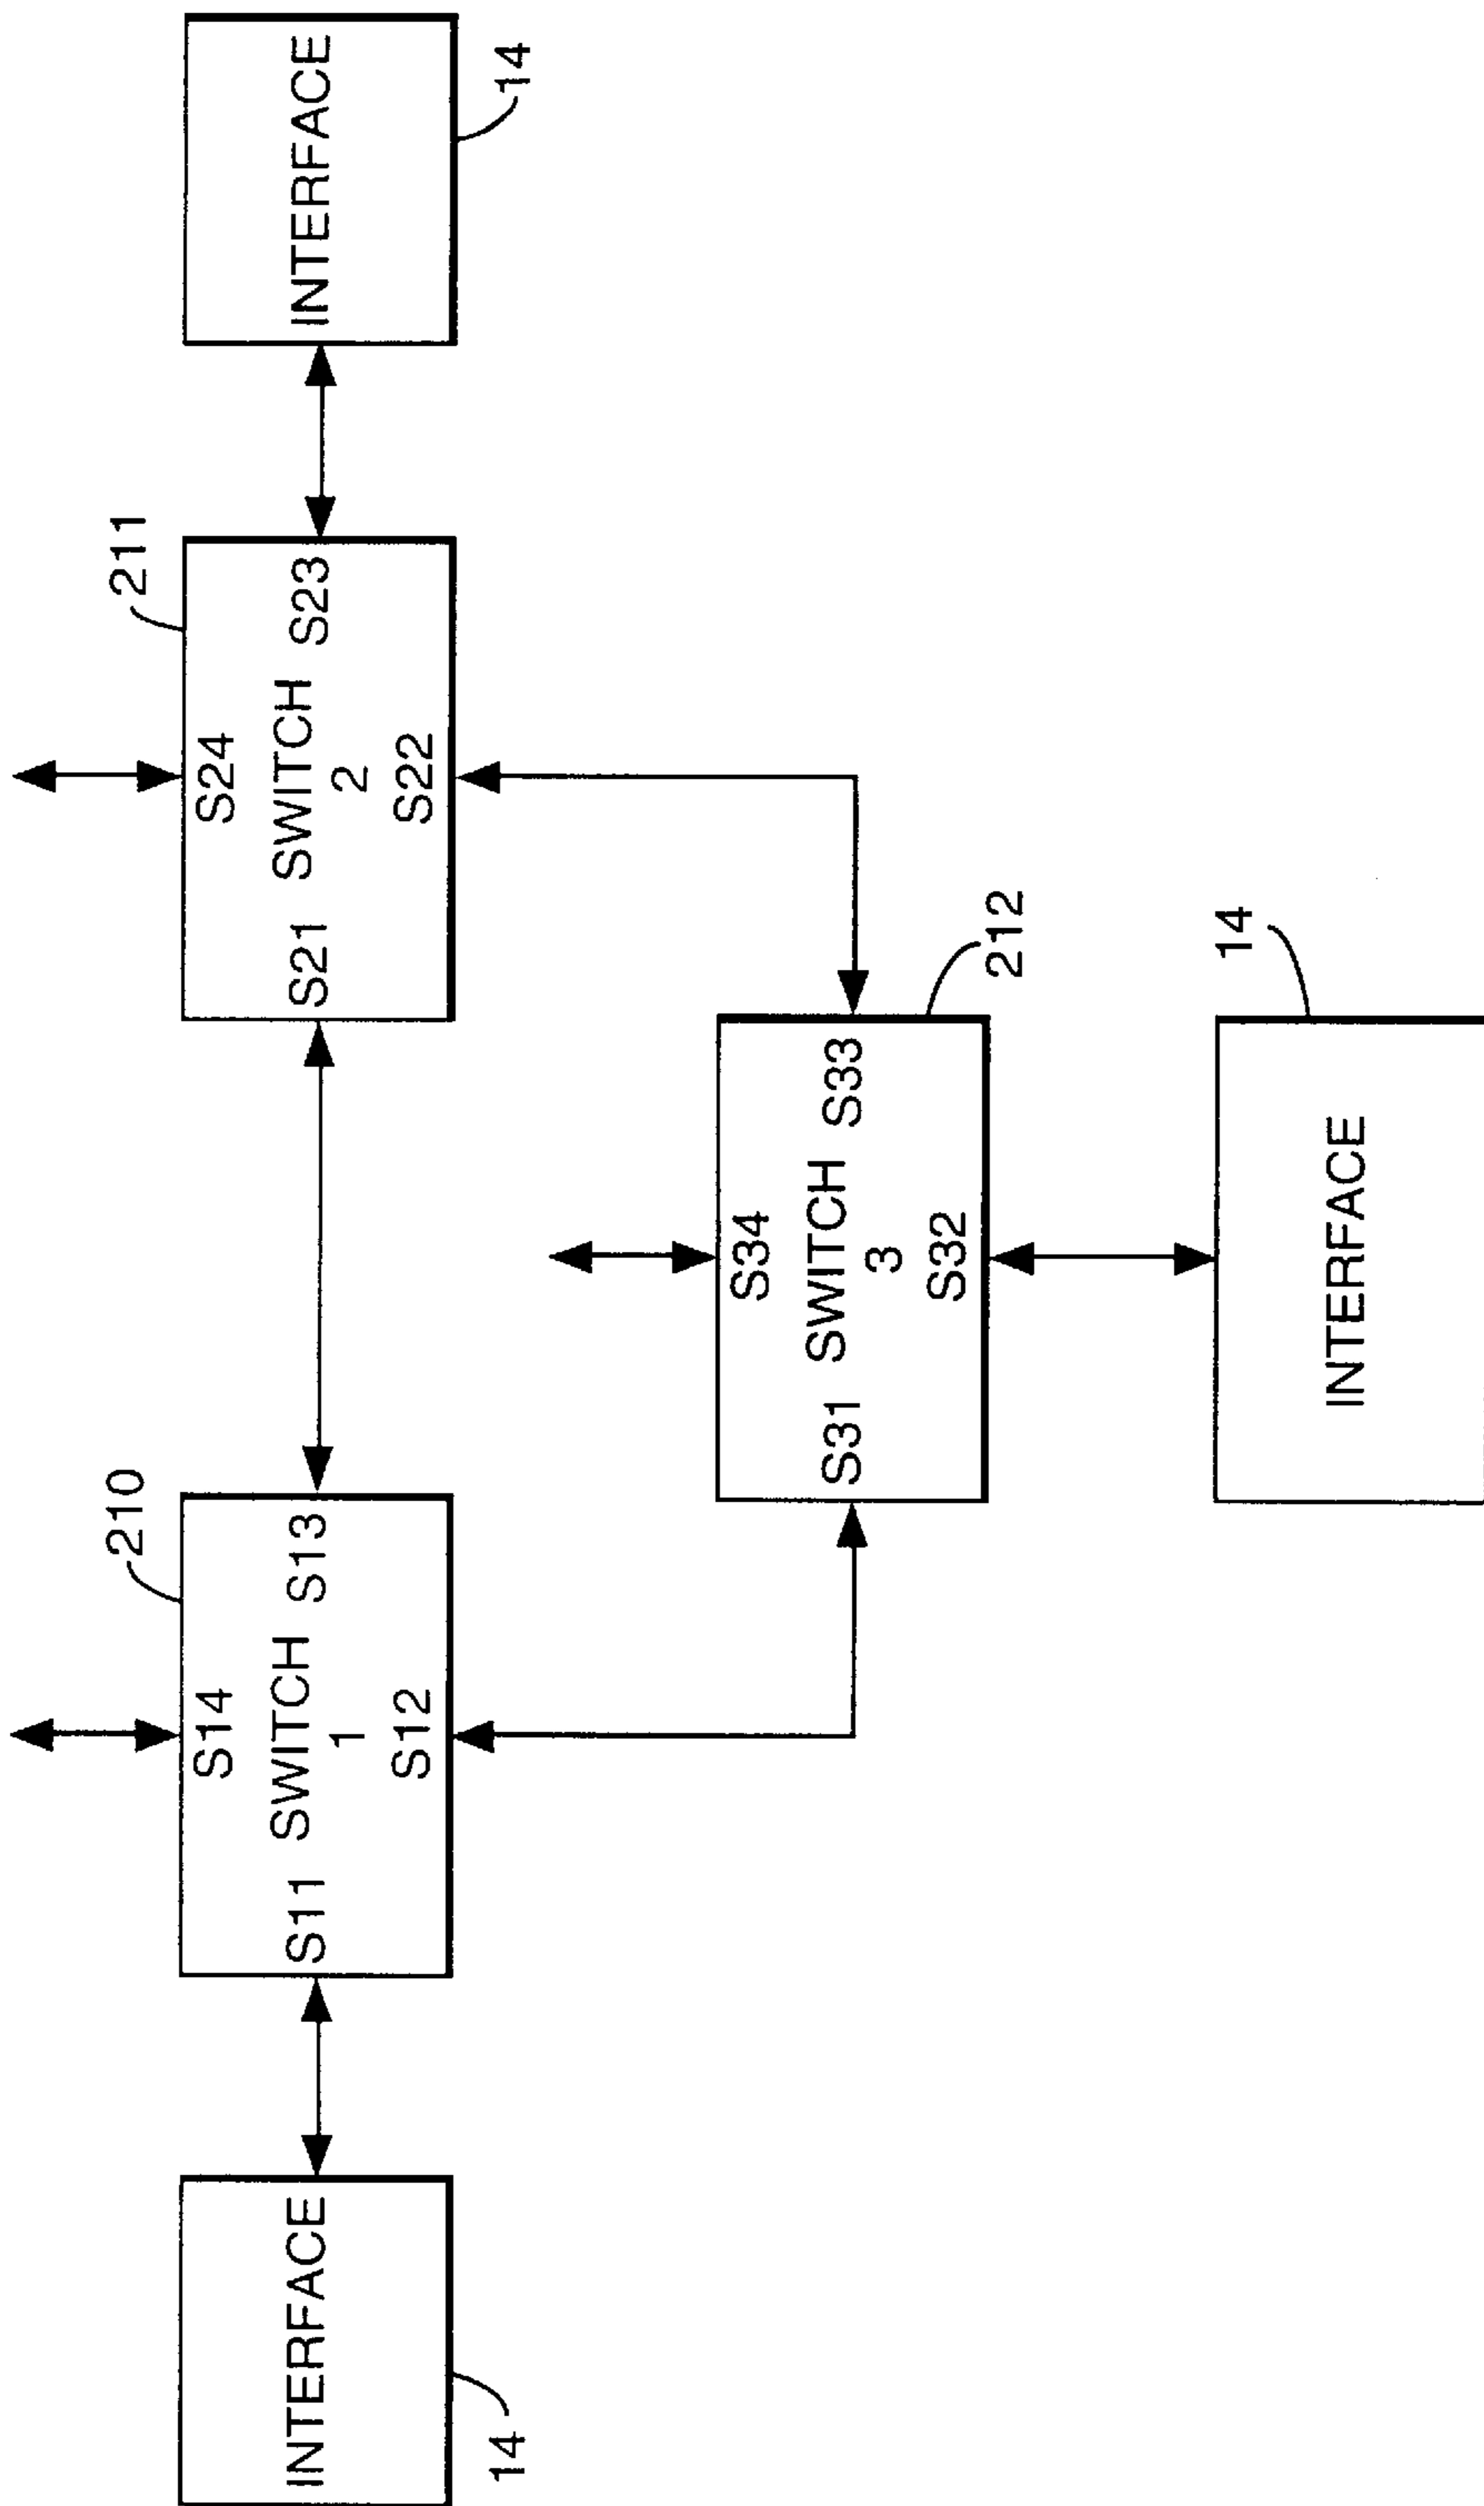 210
211
S14
S24
INTERFACE
S11 SWITCH S13
1
S12
S21 SWITCH S23
2
S22
INTERFACE
14
14
S34
S31 SWITCH S33
3
S32
212
14
INTERFACE